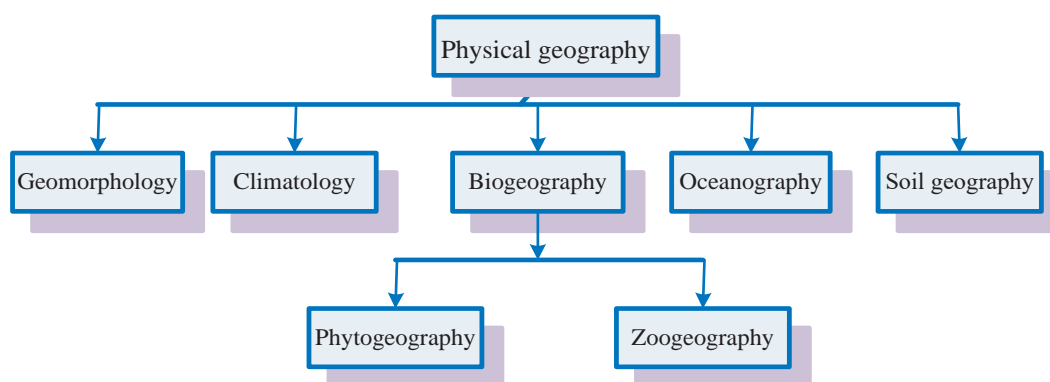 Physical geography
Geomorphology
Climatology
Biogeography
Oceanography
Soil geography
Phytogeography
Zoogeography